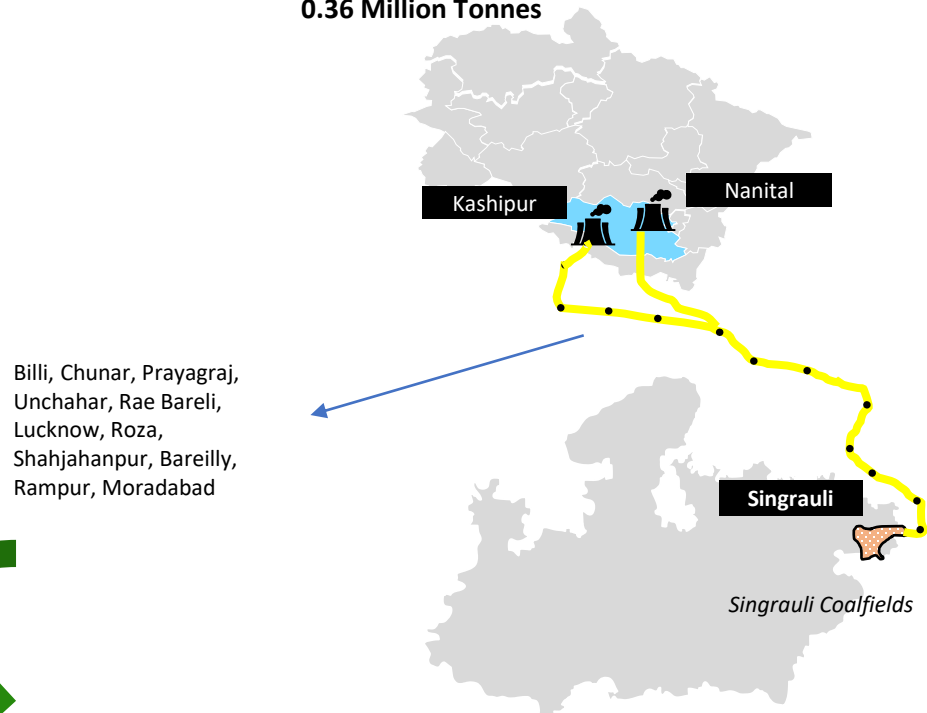 0.36 Million Tonnes
Nanital
Kashipur
Billi, Chunar, Prayagraj,
Unchahar, Rae Bareli,
Lucknow, Roza,
Shahjahanpur, Bareilly,
Rampur, Moradabad
Singrauli
Singrauli Coalfields